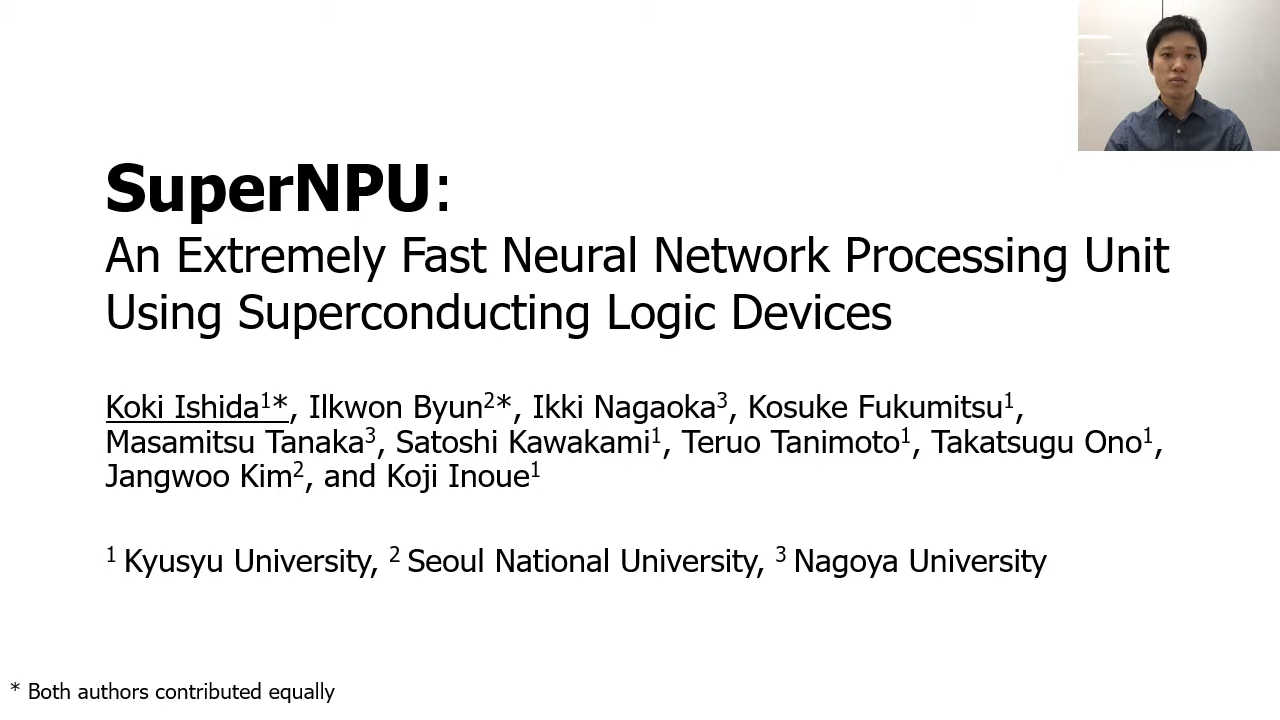 SuperNPU:
An Extremely Fast Neural Network Processing Unit
Using Superconducting Logic Devices
Koki Ishida1*, Ilkwon Byun2*, Ikki Nagaoka3, Kosuke Fukumitsu1,
Masamitsu Tanaka3, Satoshi Kawakami1, Teruo Tanimoto1, Takatsugu Ono1,
Jangwoo Kim2, and Koji Inoue1
1 Kyusyu University, 2 Seoul National University, 3 Nagoya University
* Both authors contributed equally